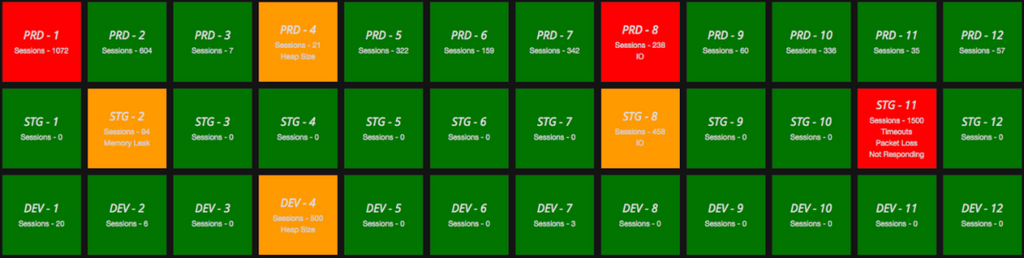 PRD - 1
Sessions - 1072
PRD - 2
Sessions - 604
PRD - 3
Sessions - 7
PRD - 4
Sessions - 21
Heap Size
PRD - 5
Sessions - 322
PRD - 6
Sessions - 159
PRD - 7
Sessions - 342
PRD - 8
Sessions - 238
IO
PRD - 9
Sessions - 60
PRD - 10
Sessions - 336
PRD - 11
Sessions - 35
PRD - 12
Sessions - 57
STG - 1
Sessions - 0
STG - 2
Sessions - 94
Memory Leak
STG - 3
Sessions - 0
STG - 4
Sessions - 0
STG - 5
Sessions - 0
STG - 6
Sessions - 0
STG - 7
Sessions - 0
STG - 8
Sessions - 458
IO
STG - 9
Sessions - 0
STG - 10
Sessions - 0
STG - 11
Sessions - 1500
Timeouts
Packet Loss
Not Responding
STG - 12
Sessions - 0
DEV - 1
Sessions - 20
DEV - 2
Sessions - 6
DEV - 3
Sessions - 0
DEV - 4
Sessions - 500
Heap Size
DEV - 5
Sessions - 0
DEV - 6
Sessions - 0
DEV - 7
Sessions - 3
DEV - 8
Sessions - 0
DEV - 9
Sessions - 0
DEV - 10
Sessions - 0
DEV - 11
Sessions - 0
DEV - 12
Sessions - 0